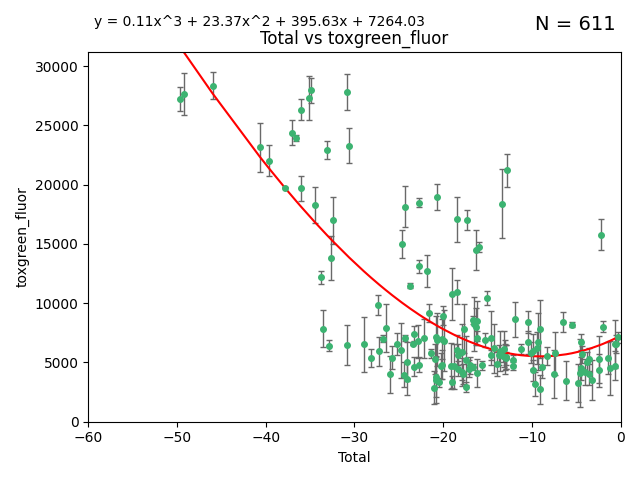 y = 0.11x^3 + 23.37x^2 + 395.63x + 7264.03
N = 611
Total vs toxgreen_fluor
30000
25000
20000
15000
10000
5000
0
toxgreen_fluor
−60
−50
−40
−30
−20
−10
0
Total